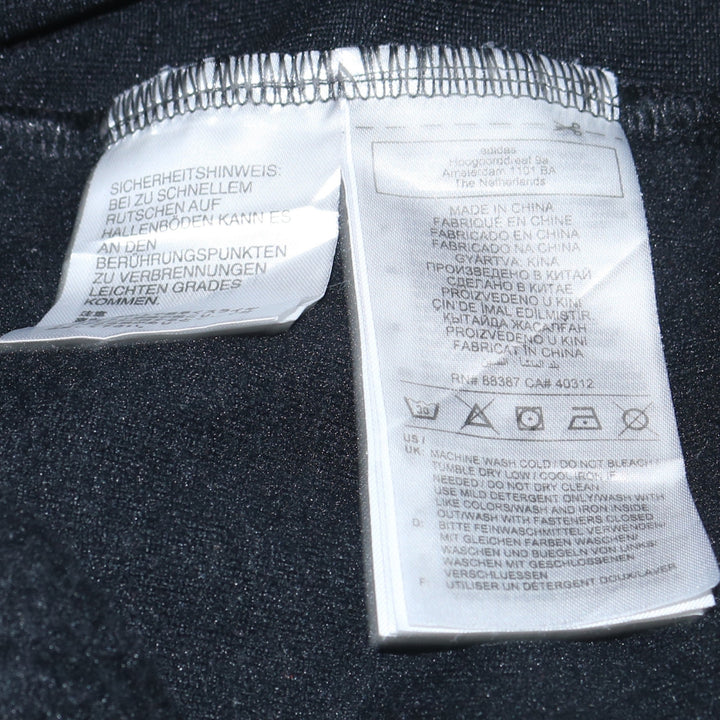 SICHERHEITSHINWEIS:
BEI ZU SCHNELLEM
RUTSCHEN AUF
HALLENBÖDEN KANN ES
AN DEN
BERÜHRUNGSPUNKTEN
ZU VERBRENNUNGEN
LEICHTEN GRADES
KOMMEN.
adidas
Hoogoorddreef 9a
Amsterdam 1101 BA
The Netherlands
MADE IN CHINA
FABRIQUÉ EN CHINE
FABRICADO EN CHINA
FABRICADO NA CHINA
GYÁRTVA: KÍNA
ПРОИЗВЕДЕНО В КИТАЙ
СДЕЛАНО В КИТАЕ
PROIZVEDENO U KINI
ÇİN'DE İMAL EDİLMİŞTİR.
КЫТАЙДА ЖАСАЛҒАН
PROIZVEDENO U KINI
FABRICAT ÎN CHINA
RN# 88387 CA# 40312
30
US /
UK: MACHINE WASH COLD / DO NOT BLEACH /
TUMBLE DRY LOW / COOL IRON IF
NEEDED / DO NOT DRY CLEAN
USE MILD DETERGENT ONLY/WASH WITH
LIKE COLORS/WASH AND IRON INSIDE
OUT/WASH WITH FASTENERS CLOSED
D: BITTE FEINWASCHMITTEL VERWENDEN/
MIT GLEICHEN FARBEN WASCHEN/
WASCHEN UND BUEGELN VON LINKS/
WASCHEN MIT GESCHLOSSENEN
VERSCHLUESSEN
F: UTILISER UN DÉTERGENT DOUX/LAVER